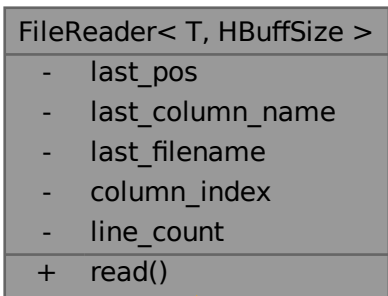 FileReader< T, HBuffSize >
- last_pos
- last_column_name
- last_filename
- column_index
- line_count
+ read()